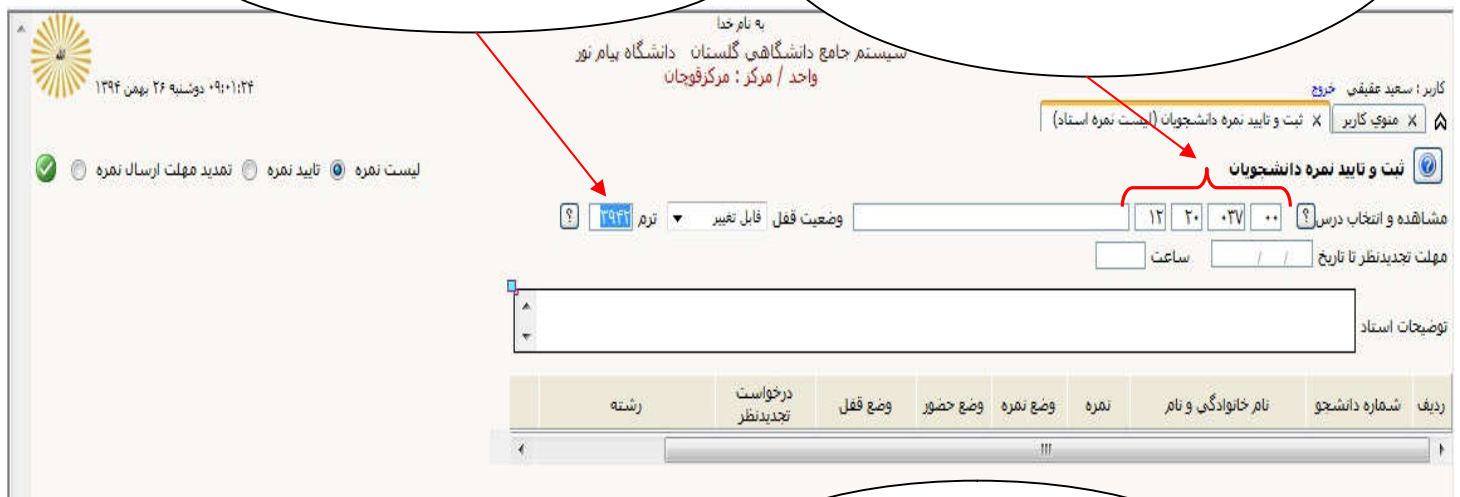 به نام خدا
سیستم جامع دانشگاهی گلستان دانشگاه پیام نور
واحد / مرکز : مرکزقوچان
۰۹:۰۱:۲۴ دوشنبه ۲۶ بهمن ۱۳۹۴
کاربر : سعید عقیقی خروج
منوی کاربر X ثبت و تایید نمره دانشجویان (لیست نمره استاد) X
ثبت و تایید نمره دانشجویان
لیست نمره تایید نمره تمدید مهلت ارسال نمره
مشاهده و انتخاب درس ؟ ۰۰ ۰۳۷ ۲۰ ۱۲ وضعیت قفل قابل تغییر ترم ۳۹۴۲ ؟
مهلت تجدیدنظر تا تاریخ / / ساعت
توضیحات استاد
ردیف شماره دانشجو نام خانوادگی و نام نمره وضع نمره وضع حضور وضع قفل درخواست تجدیدنظر رشته